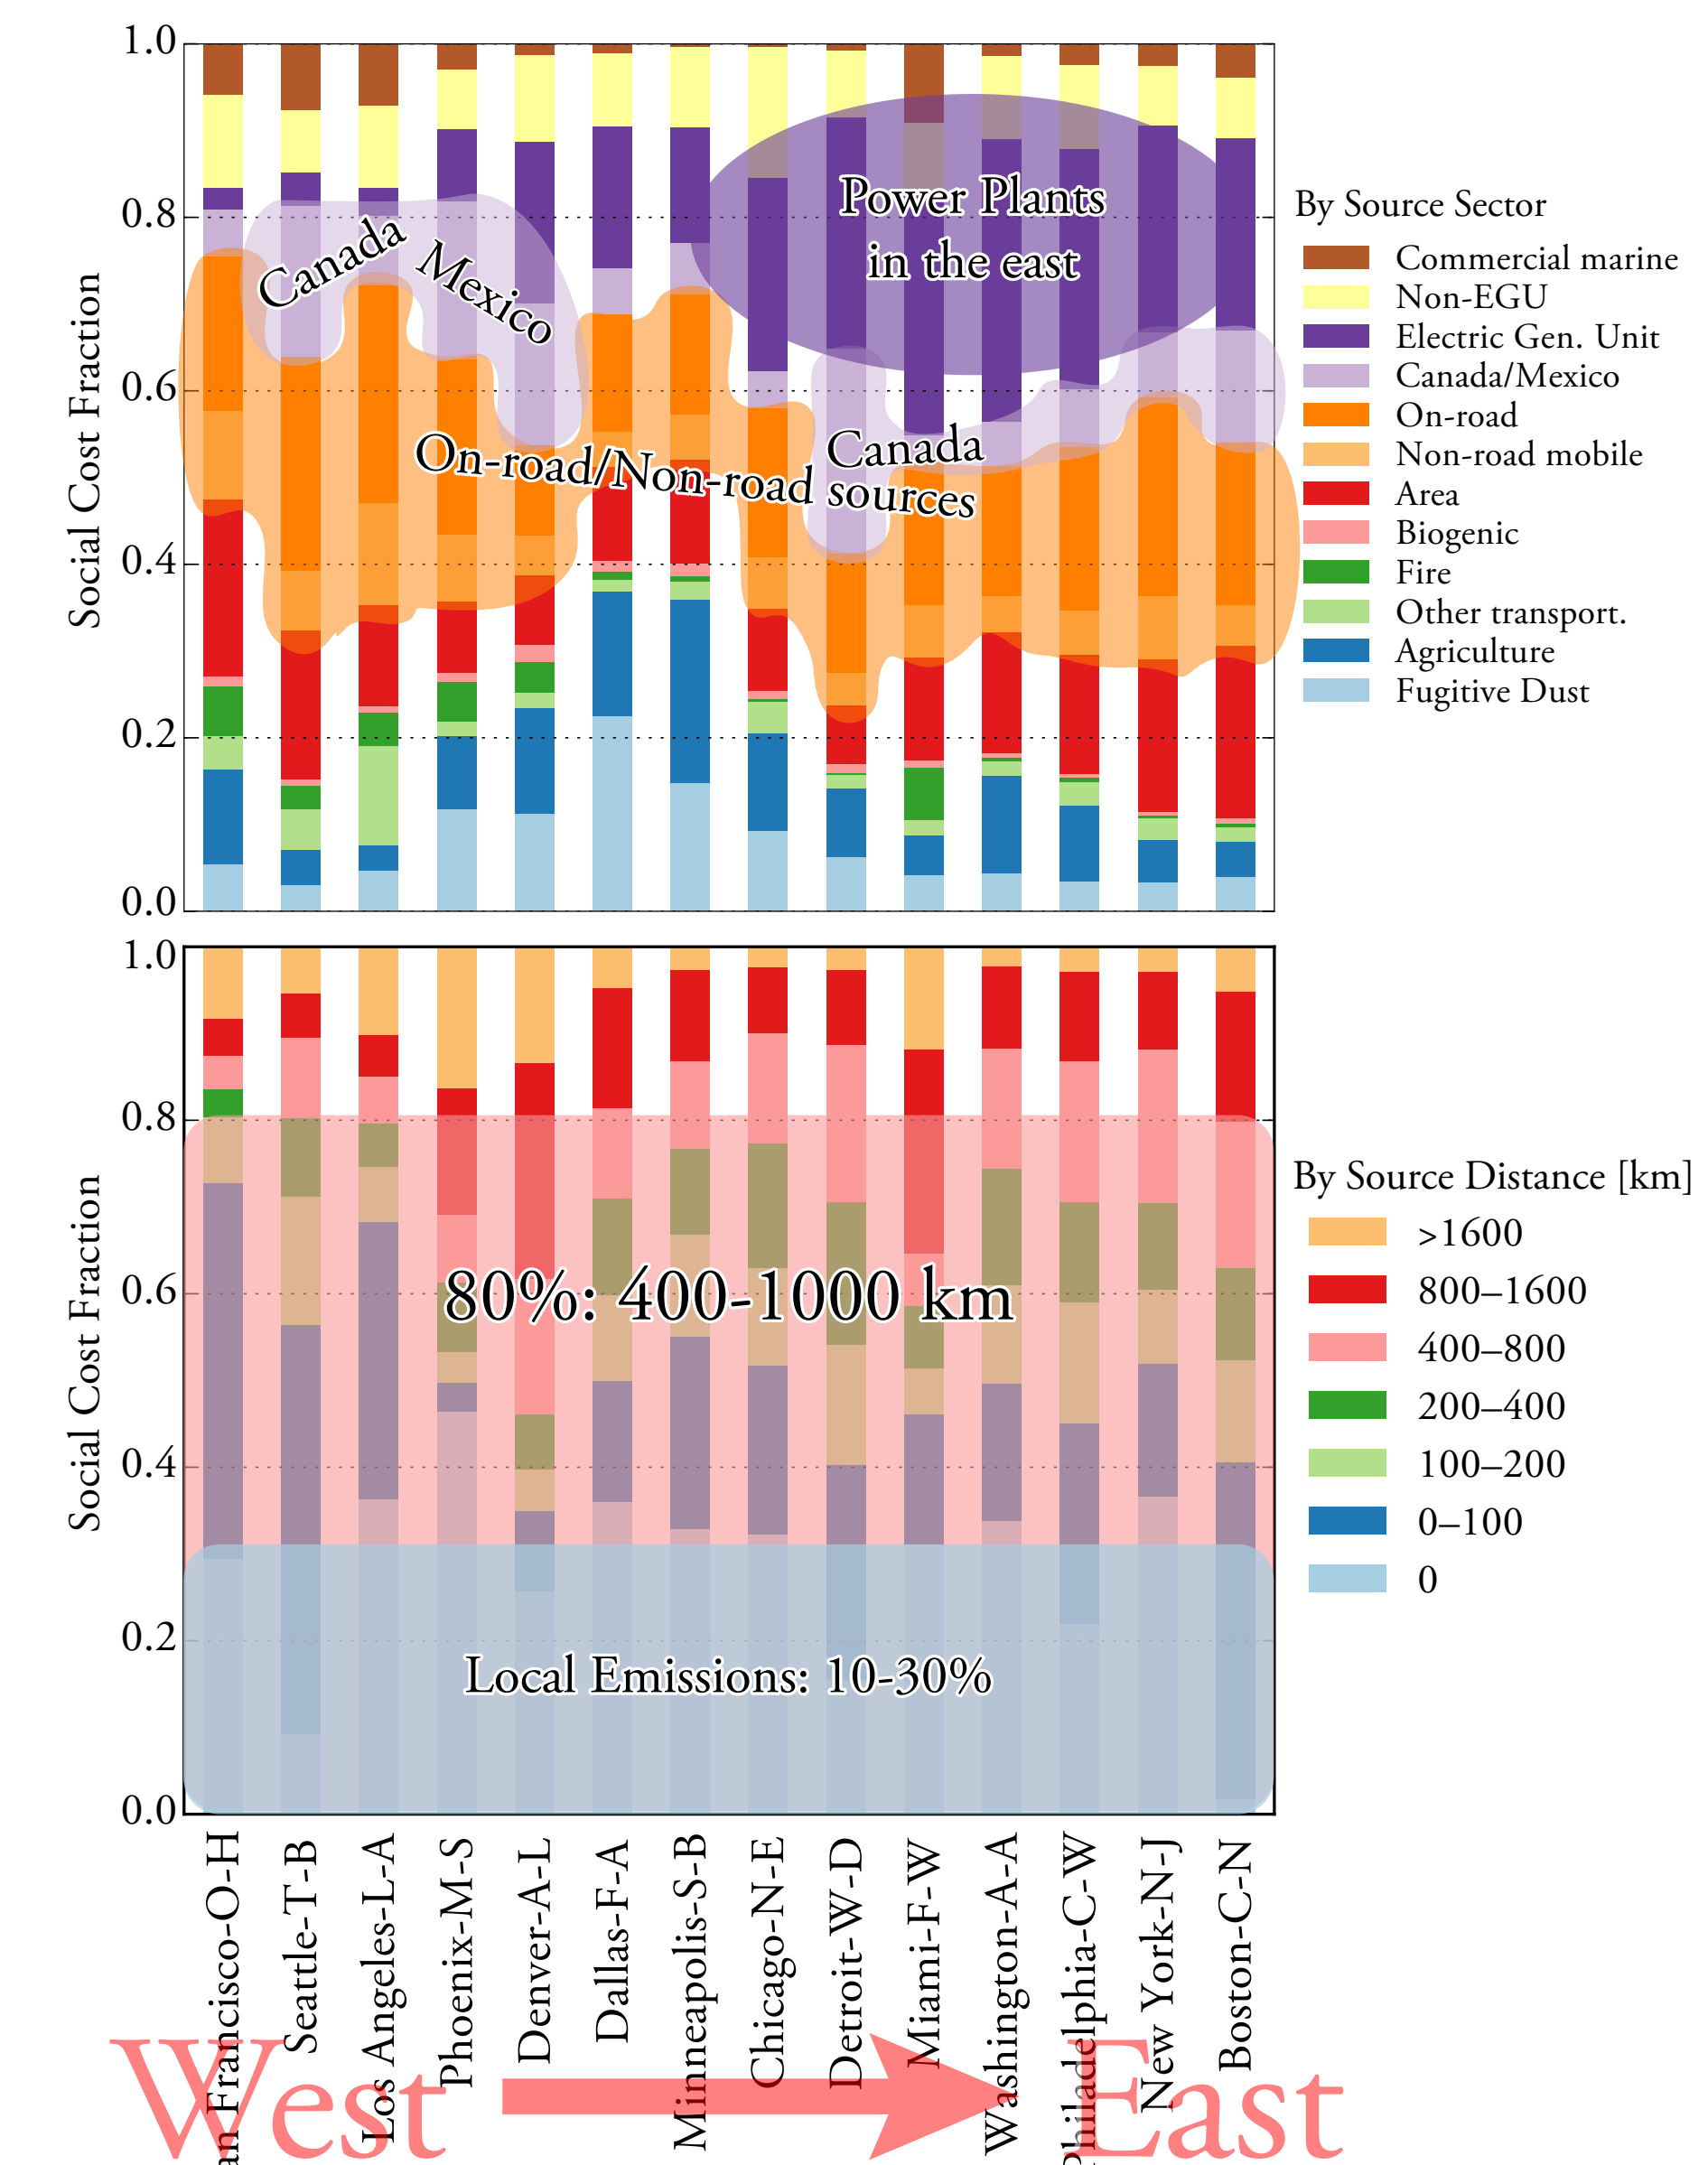 1.0
0.8
0.6
0.4
0.2
0.0
Social Cost Fraction
Canada
Mexico
Power Plants
in the east
On-road/Non-road sources
Canada
By Source Sector
Commercial marine
Non-EGU
Electric Gen. Unit
Canada/Mexico
On-road
Non-road mobile
Area
Biogenic
Fire
Other transport.
Agriculture
Fugitive Dust
1.0
0.8
0.6
0.4
0.2
0.0
Social Cost Fraction
80%: 400-1000 km
Local Emissions: 10-30%
By Source Distance [km]
>1600
800–1600
400–800
200–400
100–200
0–100
0
an Francisco-O-H
Seattle-T-B
Los Angeles-L-A
Phoenix-M-S
Denver-A-L
Dallas-F-A
Minneapolis-S-B
Chicago-N-E
Detroit-W-D
Miami-F-W
Washington-A-A
Philadelphia-C-W
New York-N-J
Boston-C-N
West
East